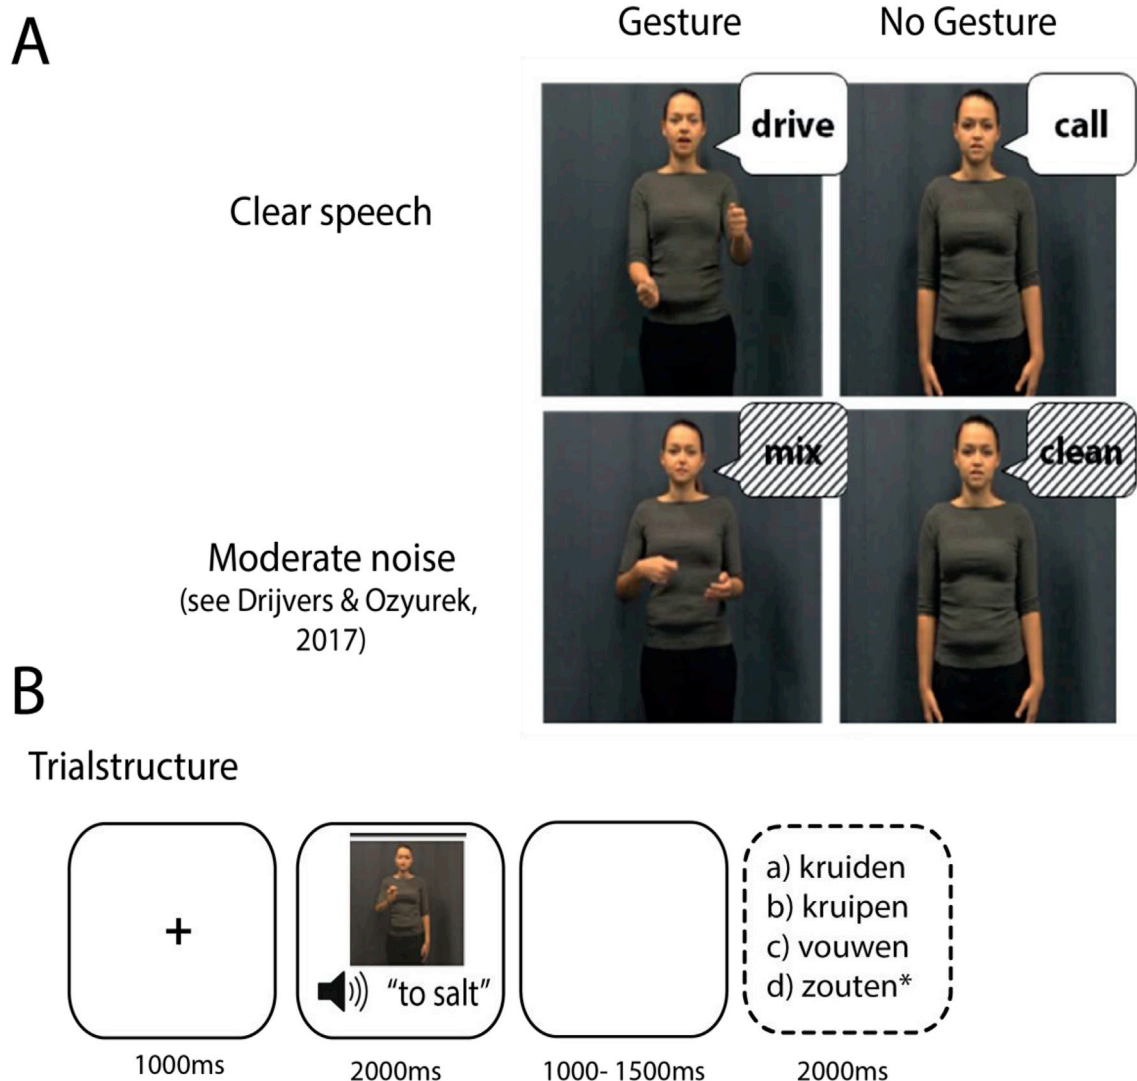 A
Gesture
No Gesture
Clear speech
drive
call
Moderate noise
(see Drijvers & Ozyurek,
2017)
mix
clean
B
Trialstructure
+
"to salt"
a) kruiden
b) kruipen
c) vouwen
d) zouten*
1000ms
2000ms
1000- 1500ms
2000ms